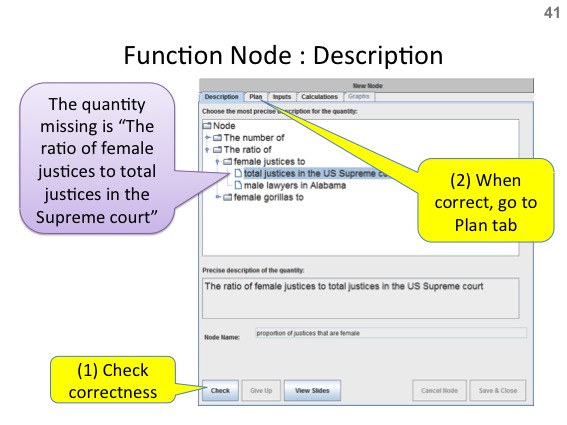 41
Function Node : Description
The quantity
missing is “The
ratio of female
justices to total
justices in the
Supreme court”
New Node
Description Plan Inputs Calculations Graphs
Choose the most precise description for the quantity:
Node
The number of
The ratio of
female justices to
total justices in the US Supreme
male lawyers in Alabama
female gorillas to
(2) When
correct, go to
Plan tab
Precise description of the quantity:
The ratio of female justices to total justices in the US Supreme court
Node Name: proportion of justices that are female
(1) Check
correctness
Check Give Up View Slides Cancel Node Save & Close